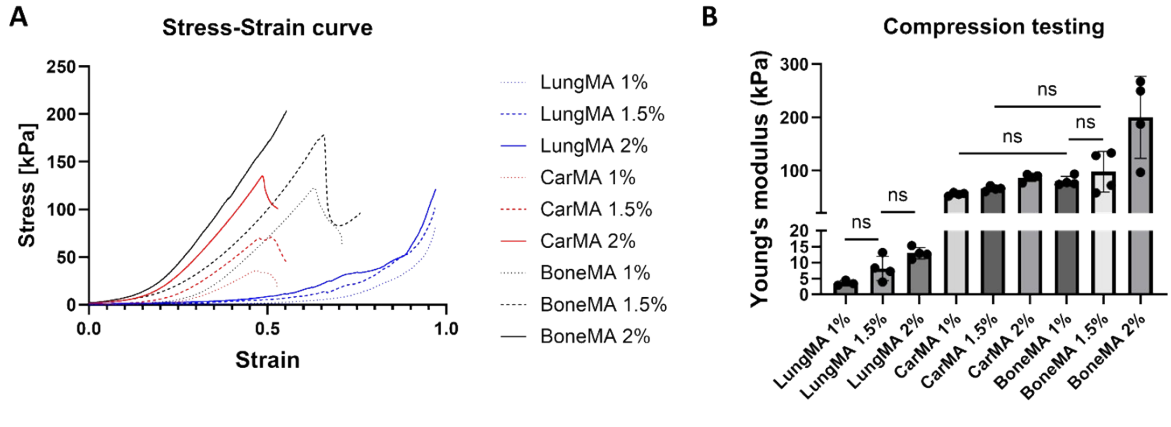 A
Stress-Strain curve
Stress [kPa]
250
200
150
100
50
0
0.0
0.5
1.0
Strain
LungMA 1%
LungMA 1.5%
LungMA 2%
CarMA 1%
CarMA 1.5%
CarMA 2%
BoneMA 1%
BoneMA 1.5%
BoneMA 2%
B
Compression testing
Young's modulus (kPa)
300
200
100
20
15
10
5
0
ns
ns
ns
ns
ns
LungMA 1%
LungMA 1.5%
LungMA 2%
CarMA 1%
CarMA 1.5%
CarMA 2%
BoneMA 1%
BoneMA 1.5%
BoneMA 2%